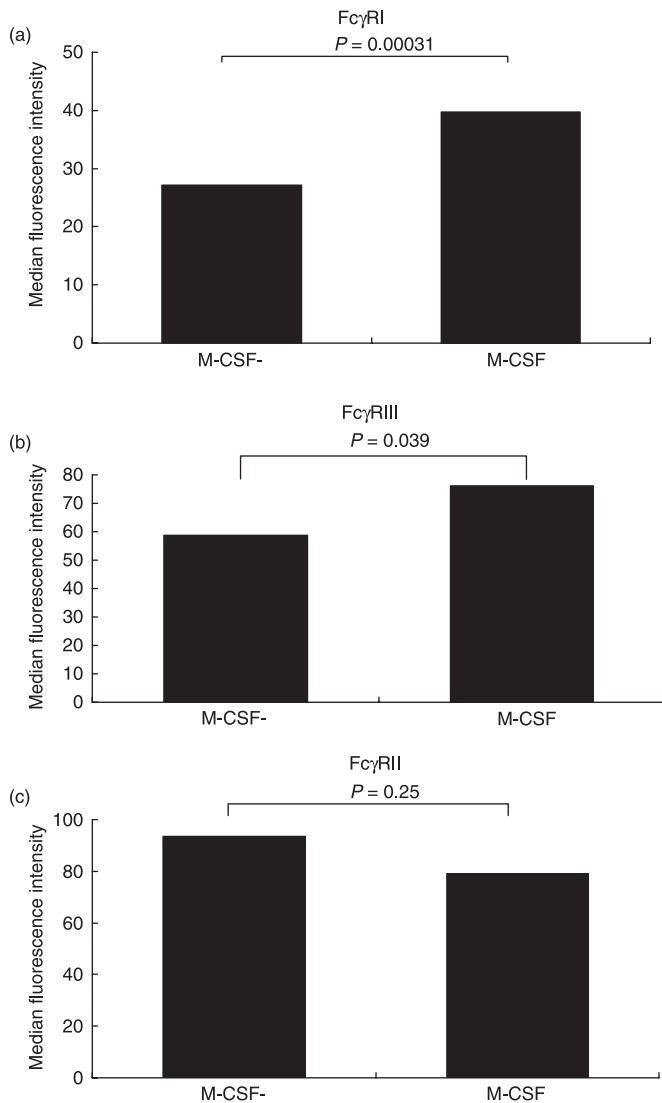 (a)
FcγRI
P = 0.00031
Median fluorescence intensity
50
40
30
20
10
0
M-CSF- M-CSF
(b)
FcγRIII
P = 0.039
Median fluorescence intensity
80
70
60
50
40
30
20
10
0
M-CSF- M-CSF
(c)
FcγRII
P = 0.25
Median fluorescence intensity
100
80
60
40
20
0
M-CSF- M-CSF